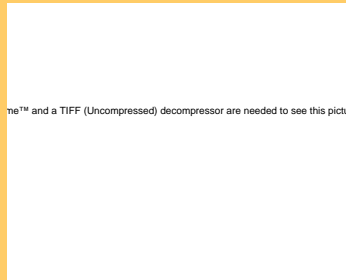 me™ and a TIFF (Uncompressed) decompressor are needed to see this pictu